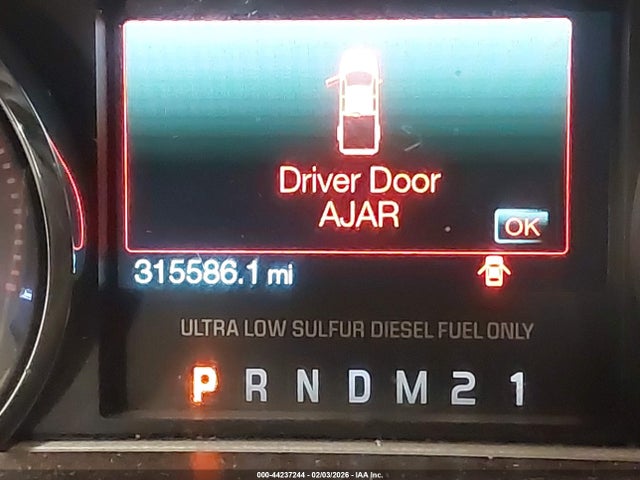 Driver Door
AJAR
OK
315586.1 mi
ULTRA LOW SULFUR DIESEL FUEL ONLY
P R N D M 2 1
000-44237244 - 02/03/2026 - IAA Inc.